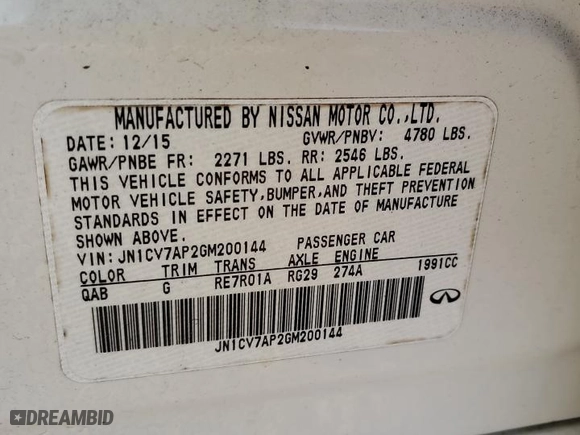 MANUFACTURED BY NISSAN MOTOR CO.,LTD.
DATE: 12/15 GVWR/PNBV: 4780 LBS.
GAWR/PNBE FR: 2271 LBS. RR: 2546 LBS.
THIS VEHICLE CONFORMS TO ALL APPLICABLE FEDERAL
MOTOR VEHICLE SAFETY,BUMPER,AND THEFT PREVENTION
STANDARDS IN EFFECT ON THE DATE OF MANUFACTURE
SHOWN ABOVE.
VIN: JN1CV7AP2GM200144 PASSENGER CAR
COLOR TRIM TRANS AXLE ENGINE
QAB G RE7R01A RG29 274A 1991CC
JN1CV7AP2GM200144
DREAMBID